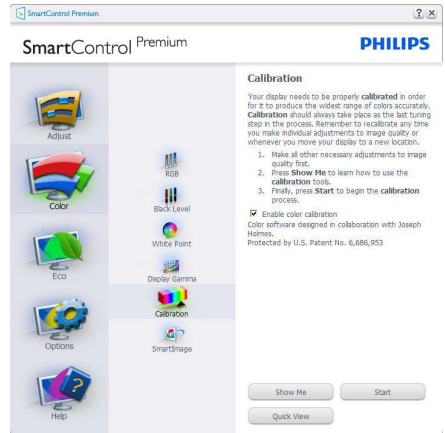 SmartControl Premium
SmartControl Premium
PHILIPS
Adjust
Color
Eco
Options
Help
RGB
Black Level
White Point
Display Gamma
Calibration
SmartImage
Calibration
Your display needs to be properly calibrated in order
for it to produce the widest range of colors accurately.
Calibration should always take place as the last tuning
step in the process. Remember to recalibrate any time
you make individual adjustments to image quality or
whenever you move your display to a new location.
1. Make all other necessary adjustments to image
quality first.
2. Press Show Me to learn how to use the
calibration tools.
3. Finally, press Start to begin the calibration
process.
Enable color calibration
Color software designed in collaboration with Joseph
Holmes.
Protected by U.S. Patent No. 6,686,953
Show Me
Start
Quick View